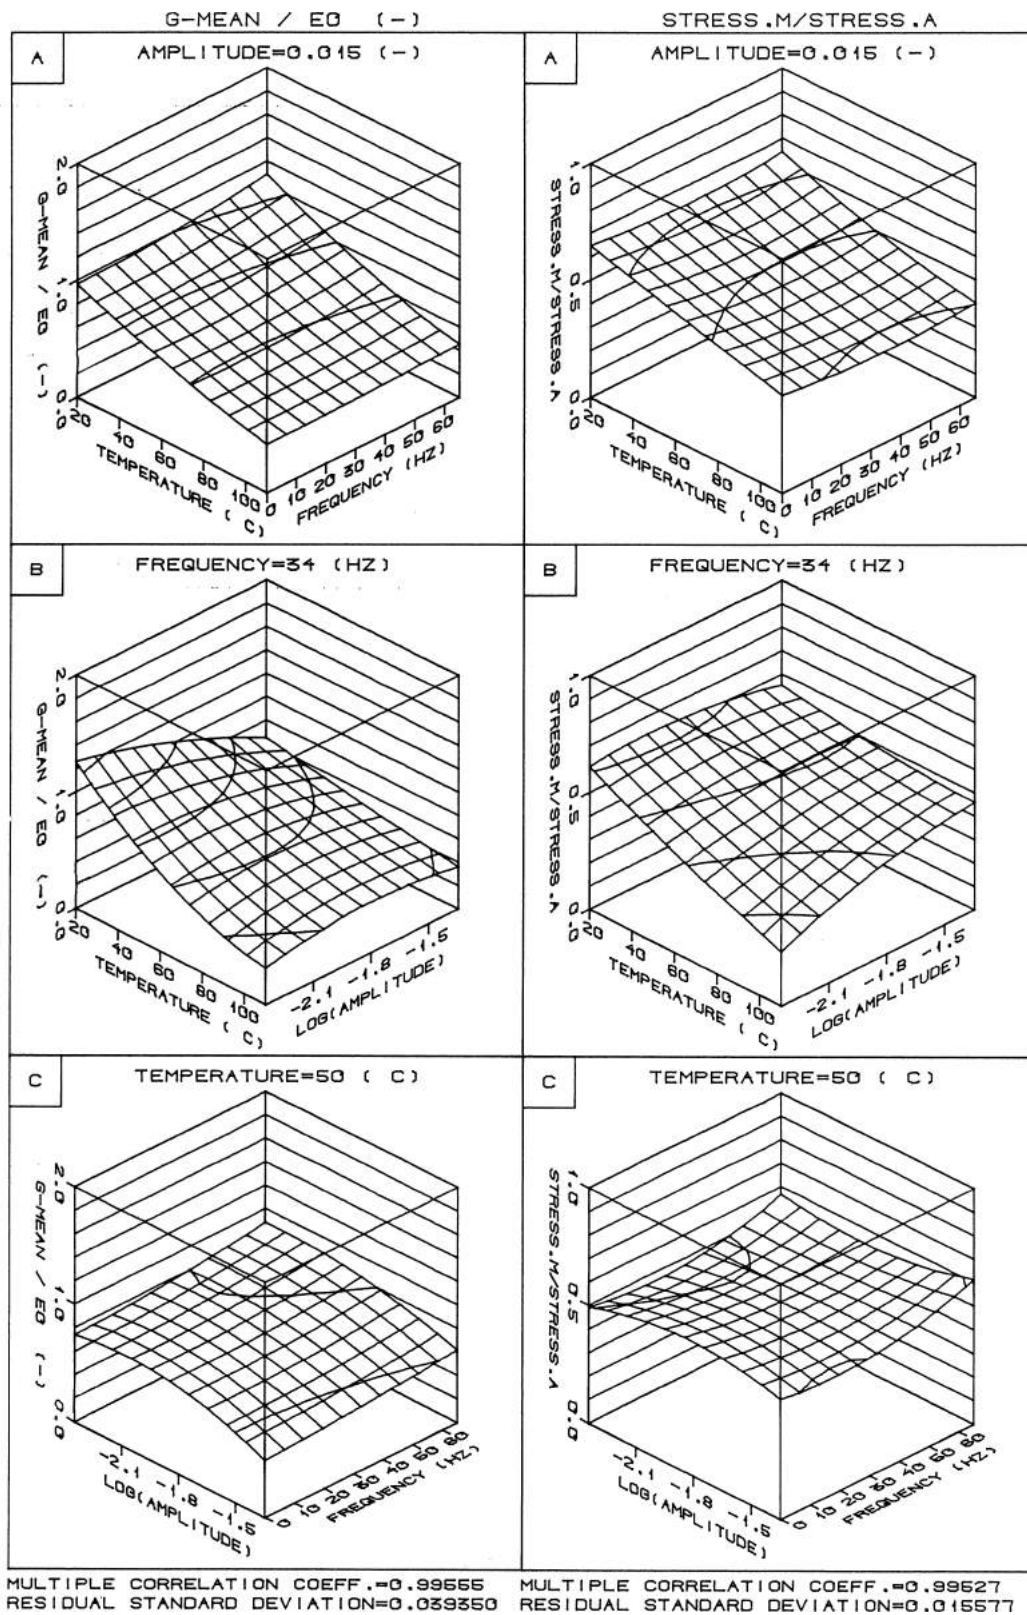 G-MEAN / E0 (-)
STRESS.M/STRESS.A
A
AMPLITUDE=0.015 (-)
2.0
1.0
0.0
G-MEAN / E0 (-)
20 40 60 80 100
TEMPERATURE ( C)
0 10 20 30 40 50 60
FREQUENCY (HZ)
A
AMPLITUDE=0.015 (-)
1.0
0.5
0.0
STRESS.M/STRESS.A
20 40 60 80 100
TEMPERATURE ( C)
0 10 20 30 40 50 60
FREQUENCY (HZ)
B
FREQUENCY=34 (HZ)
2.0
1.0
0.0
G-MEAN / E0 (-)
20 40 60 80 100
TEMPERATURE ( C)
-2.1 -1.8 -1.5
LOG(AMPLITUDE)
B
FREQUENCY=34 (HZ)
1.0
0.5
0.0
STRESS.M/STRESS.A
20 40 60 80 100
TEMPERATURE ( C)
-2.1 -1.8 -1.5
LOG(AMPLITUDE)
C
TEMPERATURE=50 ( C)
2.0
1.0
0.0
G-MEAN / E0 (-)
-2.1 -1.8 -1.5
LOG(AMPLITUDE)
0 10 20 30 40 50 60
FREQUENCY (HZ)
C
TEMPERATURE=50 ( C)
1.0
0.5
0.0
STRESS.M/STRESS.A
-2.1 -1.8 -1.5
LOG(AMPLITUDE)
0 10 20 30 40 50 60
FREQUENCY (HZ)
MULTIPLE CORRELATION COEFF.=0.99555
RESIDUAL STANDARD DEVIATION=0.039350
MULTIPLE CORRELATION COEFF.=0.99527
RESIDUAL STANDARD DEVIATION=0.015577